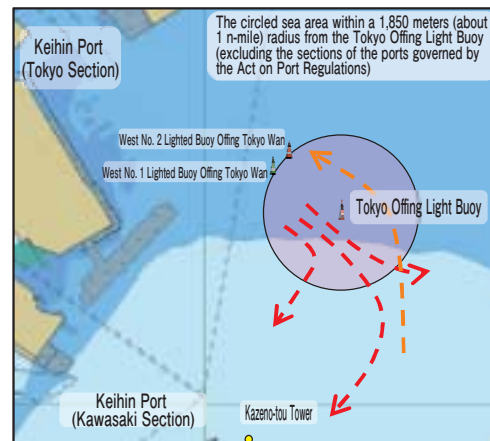 The circled sea area within a 1,850 meters (about
1 n-mile) radius from the Tokyo Offing Light Buoy
(excluding the sections of the ports governed by
the Act on Port Regulations)
Keihin Port
(Tokyo Section)
West No. 2 Lighted Buoy Offing Tokyo Wan
West No. 1 Lighted Buoy Offing Tokyo Wan
Tokyo Offing Light Buoy
Keihin Port
(Kawasaki Section)
Kazeno-tou Tower